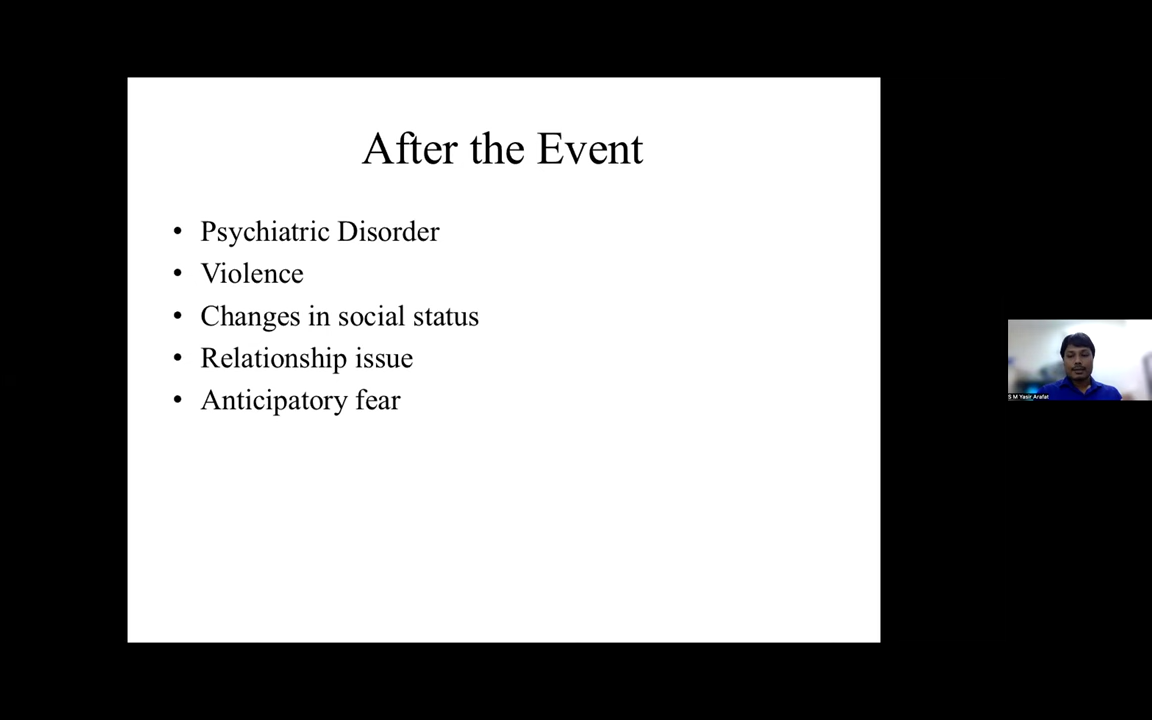 After the Event
• Psychiatric Disorder
• Violence
• Changes in social status
• Relationship issue
• Anticipatory fear
S M Yasir Arafat